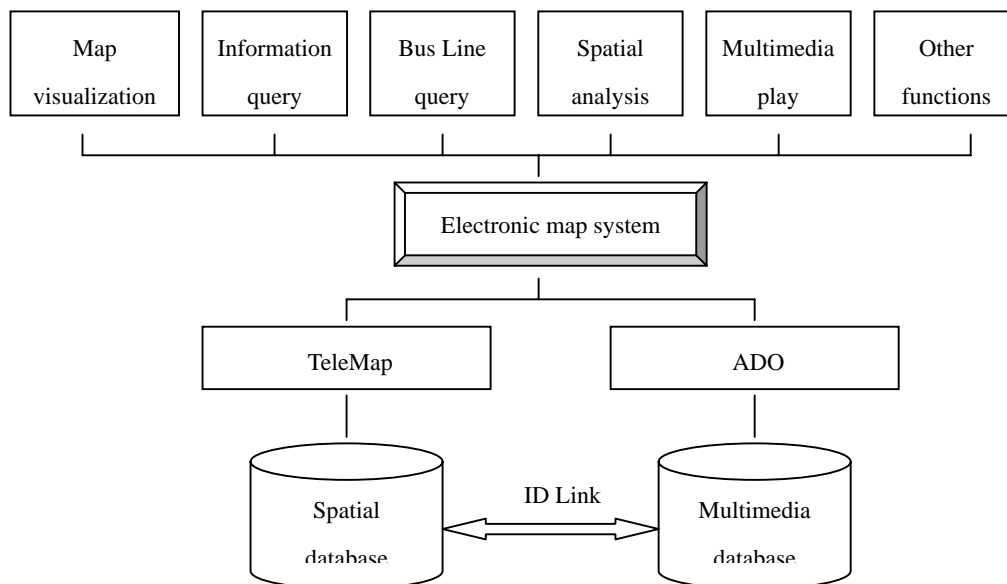 Map
visualization
Information
query
Bus Line
query
Spatial
analysis
Multimedia
play
Other
functions
Electronic map system
TeleMap
ADO
ID Link
Spatial
database
Multimedia
database